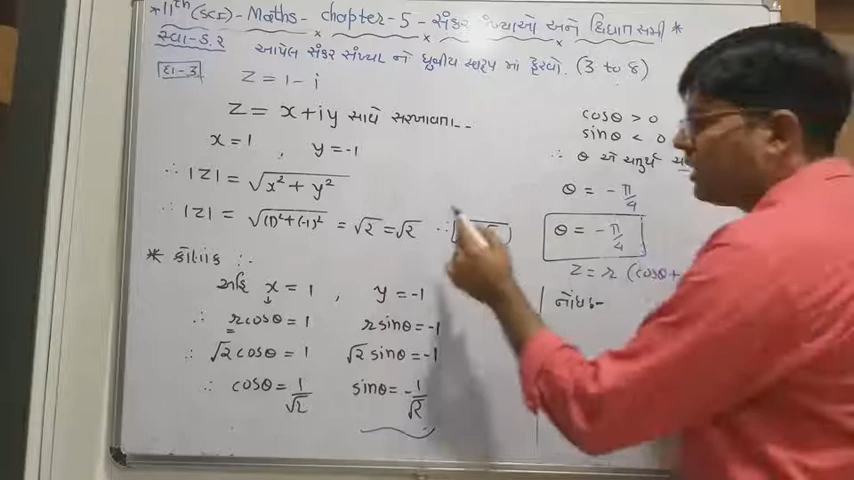 * 11th (SCI) - Maths - chapter - 5 - સંકર સંખ્યાઓ અને દ્વિઘાત સમી *
સ્વા - 5.2 આપેલ સંકર સંખ્યા ને ધ્રુવીય સ્વરૂપ માં ફેરવો. (3 to 8)
દા-3 z = 1 - i
z = x + iy સાથે સરખાવતા...
x = 1 , y = -1
∴ |z| = √x² + y²
∴ |z| = √(1)² + (-1)² = √2 = √2 ∴
* કોણાંક :-
અહીં x = 1 , y = -1
∴ rcosθ = 1 rsinθ = -1
∴ √2 cosθ = 1 √2 sinθ = -1
∴ cosθ = 1/√2 sinθ = -1/√2
cosθ > 0
sinθ < 0
∴ θ એ ચતુર્થ
θ = -π/4
θ = -π/4
z = r (cosθ +
નોંધ :-